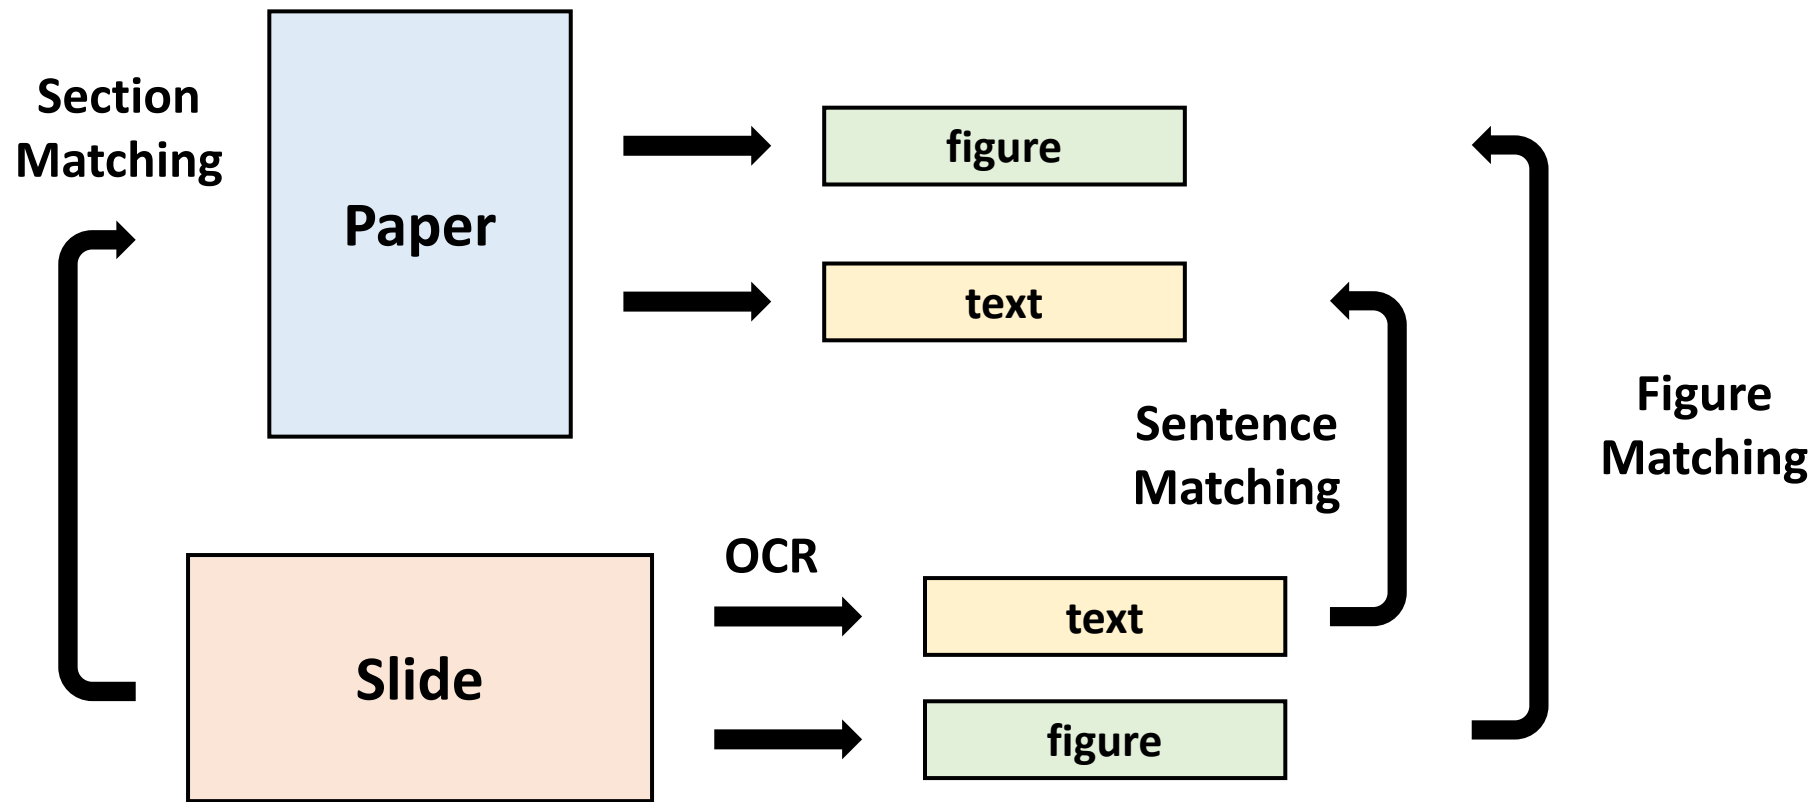 Section
Matching
Paper
figure
text
Sentence
Matching
Figure
Matching
OCR
Slide
text
figure